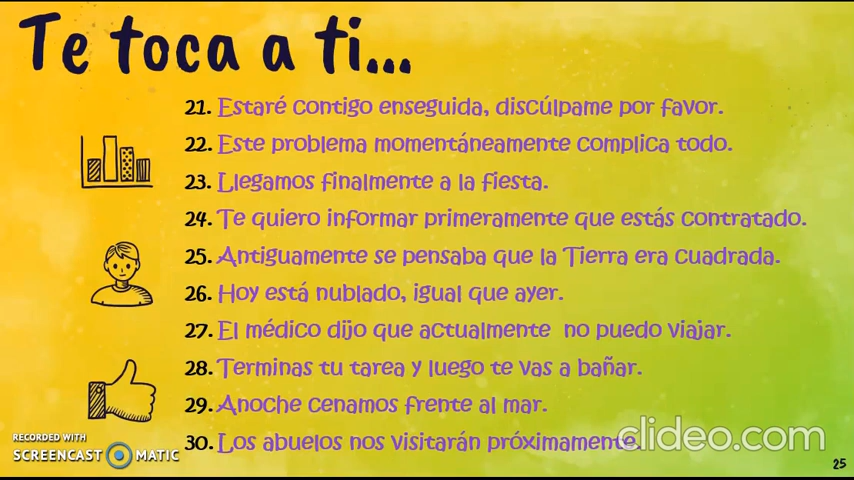 Te toca a ti...
21. Estaré contigo enseguida, discúlpame por favor.
22. Este problema momentáneamente complica todo.
23. Llegamos finalmente a la fiesta.
24. Te quiero informar primeramente que estás contratado.
25. Antiguamente se pensaba que la Tierra era cuadrada.
26. Hoy está nublado, igual que ayer.
27. El médico dijo que actualmente no puedo viajar.
28. Terminas tu tarea y luego te vas a bañar.
29. Anoche cenamos frente al mar.
30. Los abuelos nos visitarán próximamente.
clideo.com
RECORDED WITH
SCREENCAST MATIC
25